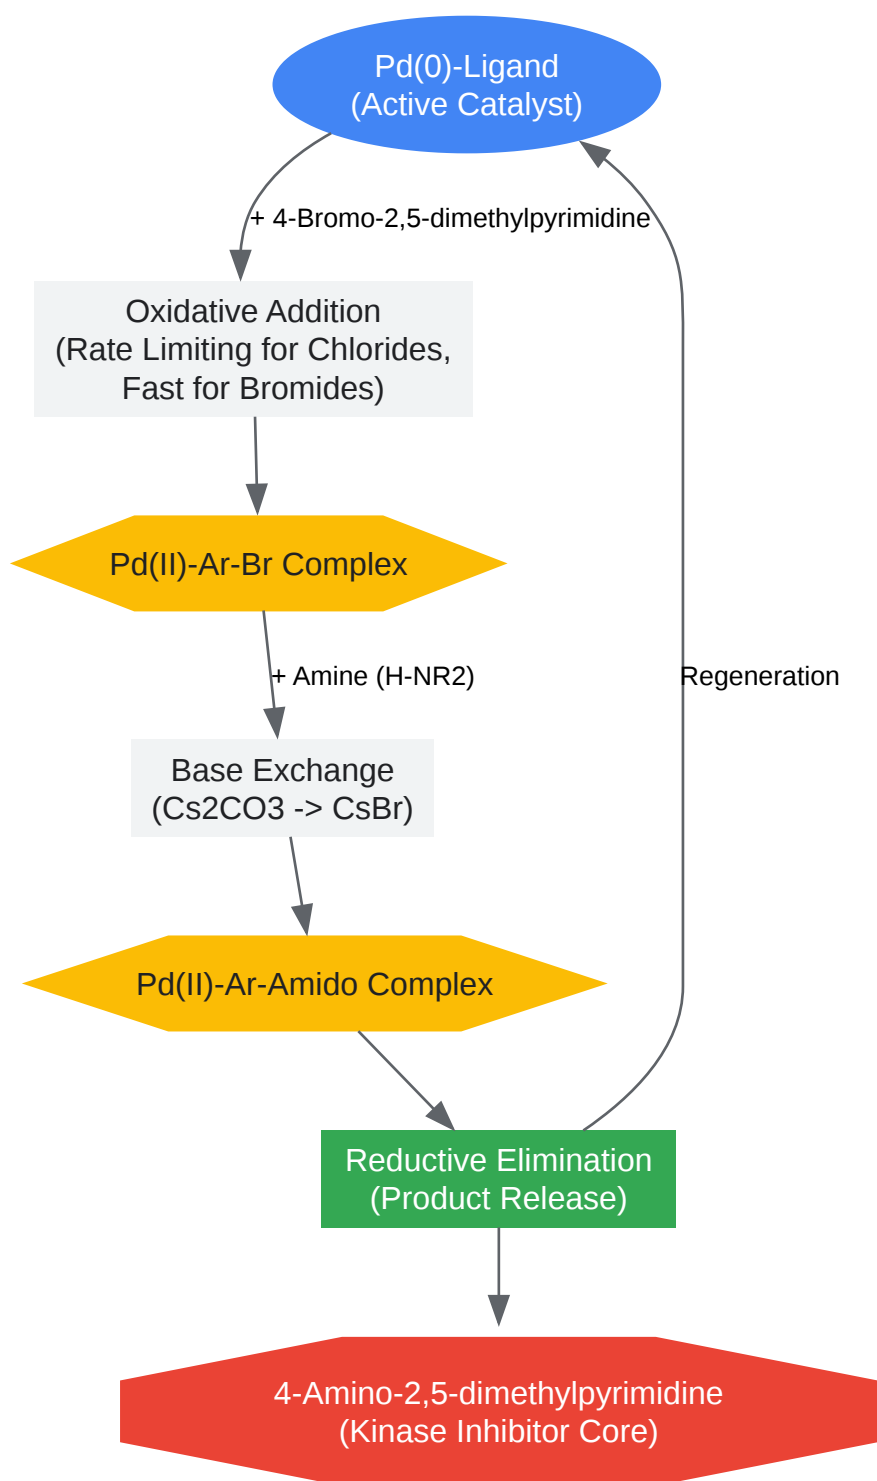 Pd(0)-Ligand
(Active Catalyst)
+ 4-Bromo-2,5-dimethylpyrimidine
Oxidative Addition
(Rate Limiting for Chlorides,
Fast for Bromides)
Pd(II)-Ar-Br Complex
+ Amine (H-NR2)
Regeneration
Base Exchange
(Cs2CO3 -> CsBr)
Pd(II)-Ar-Amido Complex
Reductive Elimination
(Product Release)
4-Amino-2,5-dimethylpyrimidine
(Kinase Inhibitor Core)